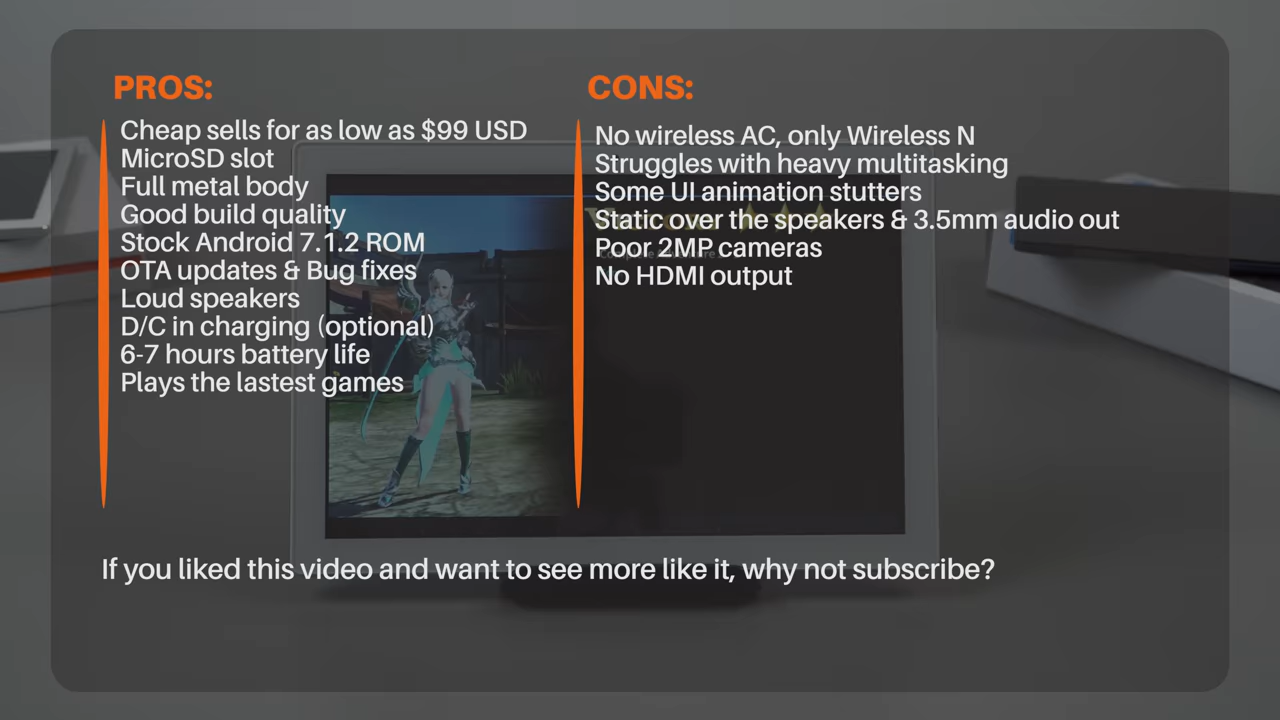 PROS:
Cheap sells for as low as $99 USD
MicroSD slot
Full metal body
Good build quality
Stock Android 7.1.2 ROM
OTA updates & Bug fixes
Loud speakers
D/C in charging (optional)
6-7 hours battery life
Plays the lastest games
CONS:
No wireless AC, only Wireless N
Struggles with heavy multitasking
Some UI animation stutters
Static over the speakers & 3.5mm audio out
Poor 2MP cameras
No HDMI output
If you liked this video and want to see more like it, why not subscribe?